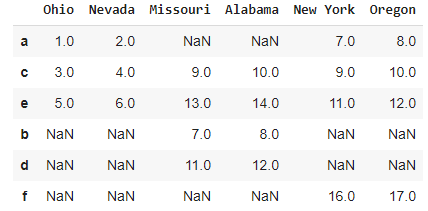 Ohio Nevada Missouri Alabama New York Oregon
a 1.0 2.0 NaN NaN 7.0 8.0
c 3.0 4.0 9.0 10.0 9.0 10.0
e 5.0 6.0 13.0 14.0 11.0 12.0
b NaN NaN 7.0 8.0 NaN NaN
d NaN NaN 11.0 12.0 NaN NaN
f NaN NaN NaN NaN 16.0 17.0